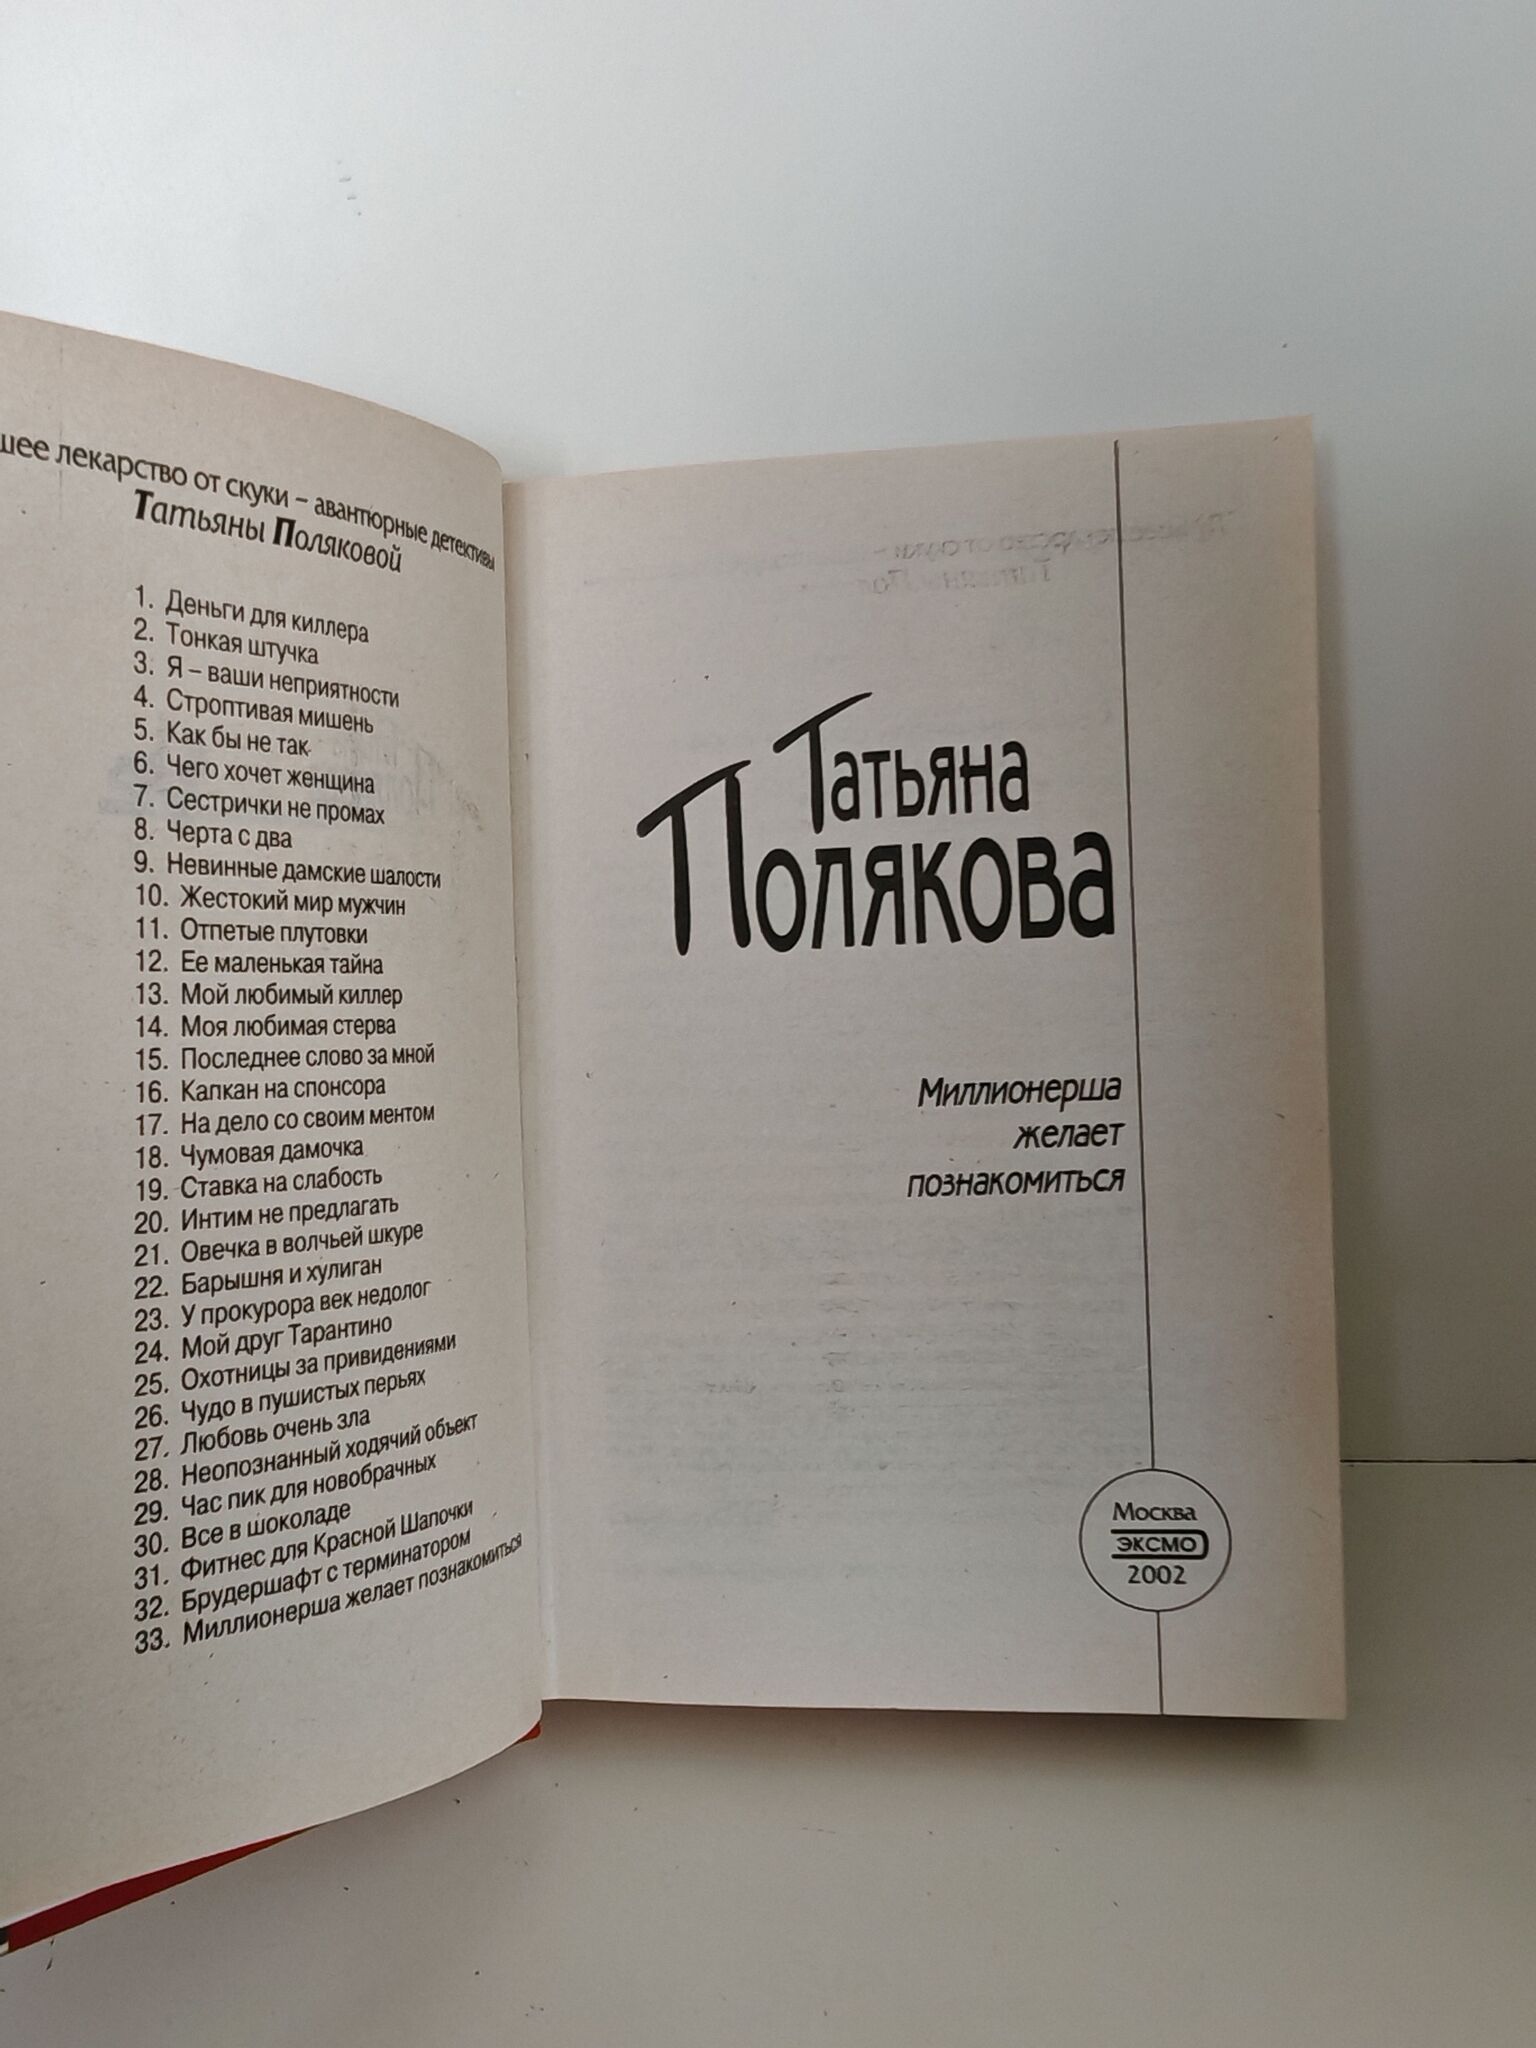 лекарство от скуки – авантюрные детективы
Татьяны Поляковой
1. Деньги для киллера
2. Тонкая штучка
3. Я – ваши неприятности
4. Строптивая мишень
5. Как бы не так
6. Чего хочет женщина
7. Сестрички не промах
8. Черта с два
9. Невинные дамские шалости
10. Жестокий мир мужчин
11. Отпетые плутовки
12. Ее маленькая тайна
13. Мой любимый киллер
14. Моя любимая стерва
15. Последнее слово за мной
16. Капкан на спонсора
17. На дело со своим ментом
18. Чумовая дамочка
19. Ставка на слабость
20. Интим не предлагать
21. Овечка в волчьей шкуре
22. Барышня и хулиган
23. У прокурора век недолог
24. Мой друг Тарантино
25. Охотницы за привидениями
26. Чудо в пушистых перьях
27. Любовь очень зла
28. Неопознанный ходячий объект
29. Час пик для новобрачных
30. Все в шоколаде
31. Фитнес для Красной Шапочки
32. Брудершафт с терминатором
33. Миллионерша желает познакомиться
Татьяна
Полякова
Миллионерша
желает
познакомиться
Москва
ЭКСМО
2002